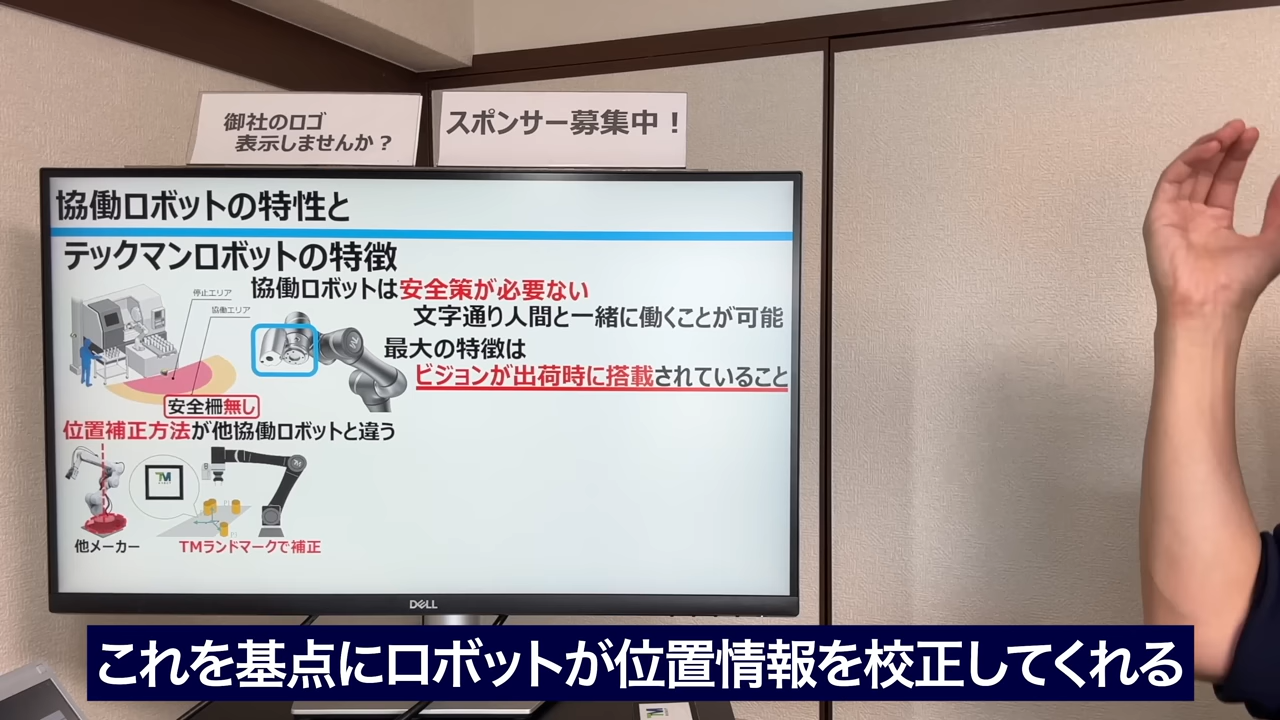 御社のロゴ
表示しませんか？
スポンサー募集中！
協働ロボットの特性と
テックマンロボットの特徴
停止エリア
協働エリア
協働ロボットは安全策が必要ない
文字通り人間と一緒に働くことが可能
最大の特徴は
ビジョンが出荷時に搭載されていること
安全柵無し
位置補正方法が他協働ロボットと違う
TM
他メーカー
TMランドマークで補正
DELL
これを基点にロボットが位置情報を校正してくれる